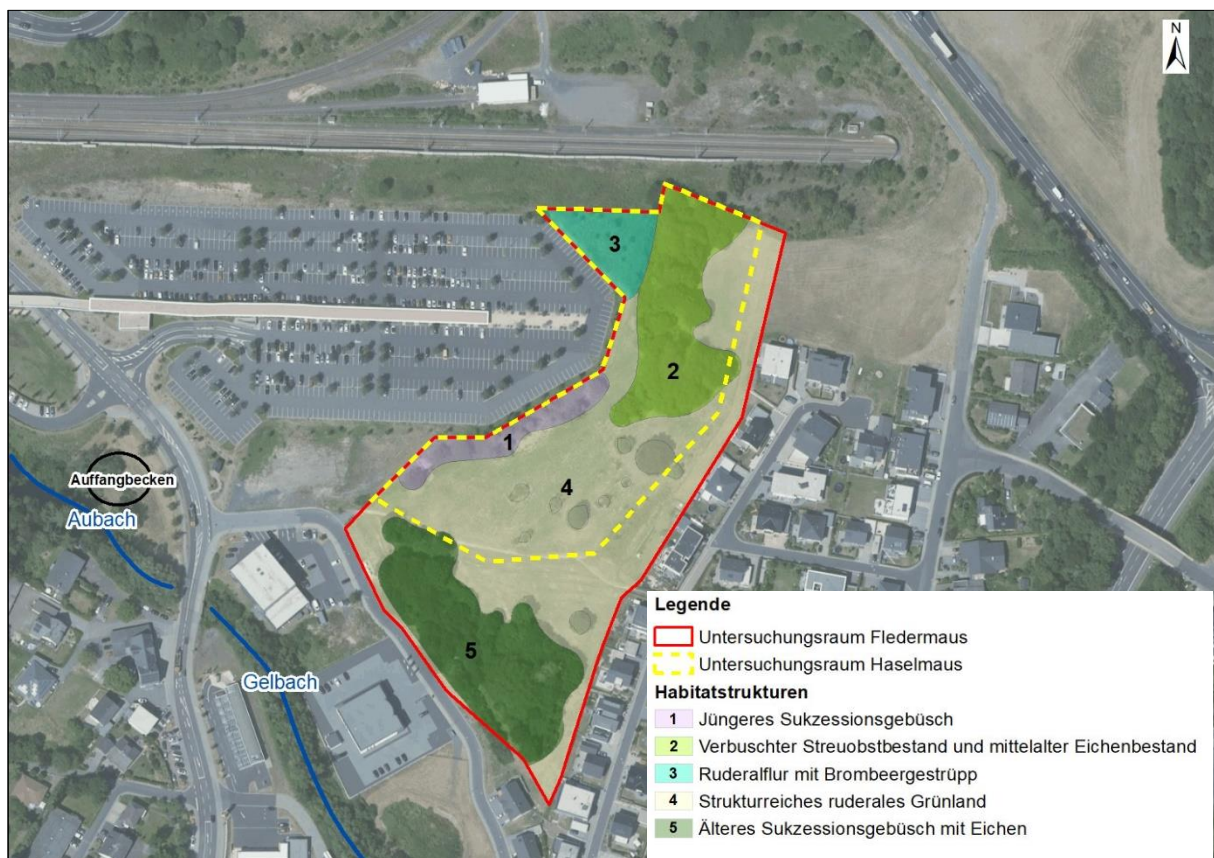 N
3
2
1
4
5
Auffangbecken
Aubach
Gelbach
Legende
Untersuchungsraum Fledermaus
Untersuchungsraum Haselmaus
Habitatstrukturen
1 Jüngeres Sukzessionsgebüsch
2 Verbuschter Streuobstbestand und mittelalter Eichenbestand
3 Ruderalflur mit Brombeergestrüpp
4 Strukturreiches ruderales Grünland
5 Älteres Sukzessionsgebüsch mit Eichen